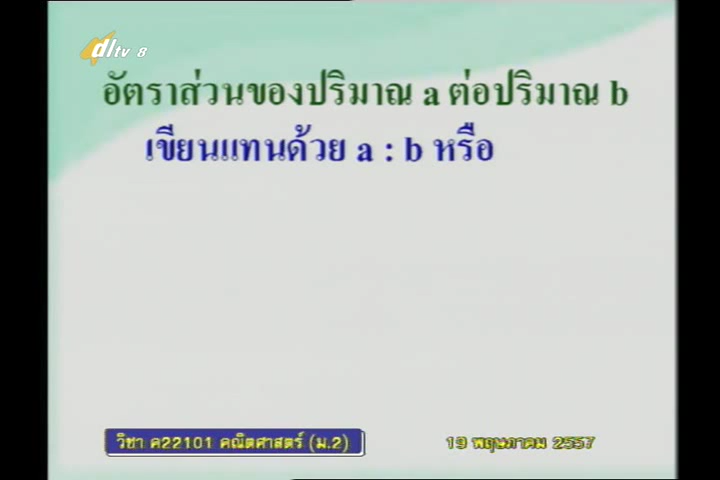 dltv 8
อัตราส่วนของปริมาณ a ต่อปริมาณ b
เขียนแทนด้วย a : b หรือ
วิชา ค22101 คณิตศาสตร์ (ม.2)
19 พฤษภาคม 2557